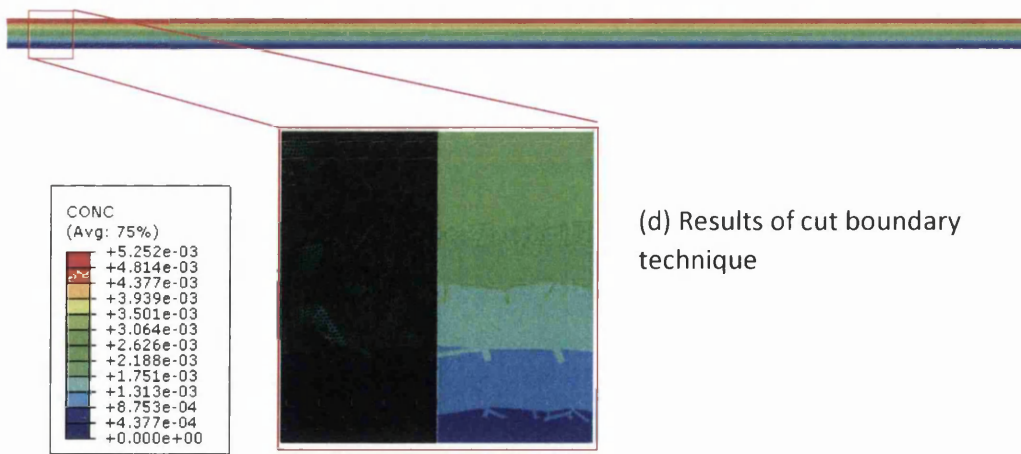 CONC
(Avg: 75%)
+5.252e-03
+4.814e-03
+4.377e-03
+3.939e-03
+3.501e-03
+3.064e-03
+2.626e-03
+2.188e-03
+1.751e-03
+1.313e-03
+8.753e-04
+4.377e-04
+0.000e+00
(d) Results of cut boundary
technique